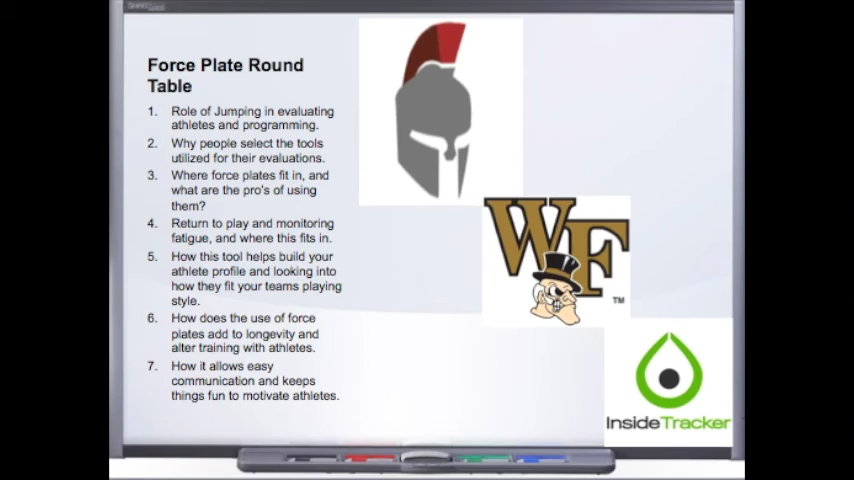 Force Plate Round
Table
1. Role of Jumping in evaluating
athletes and programming.
2. Why people select the tools
utilized for their evaluations.
3. Where force plates fit in, and
what are the pro's of using
them?
4. Return to play and monitoring
fatigue, and where this fits in.
5. How this tool helps build your
athlete profile and looking into
how they fit your teams playing
style.
6. How does the use of force
plates add to longevity and
alter training with athletes.
7. How it allows easy
communication and keeps
things fun to motivate athletes.
WF
TM
InsideTracker